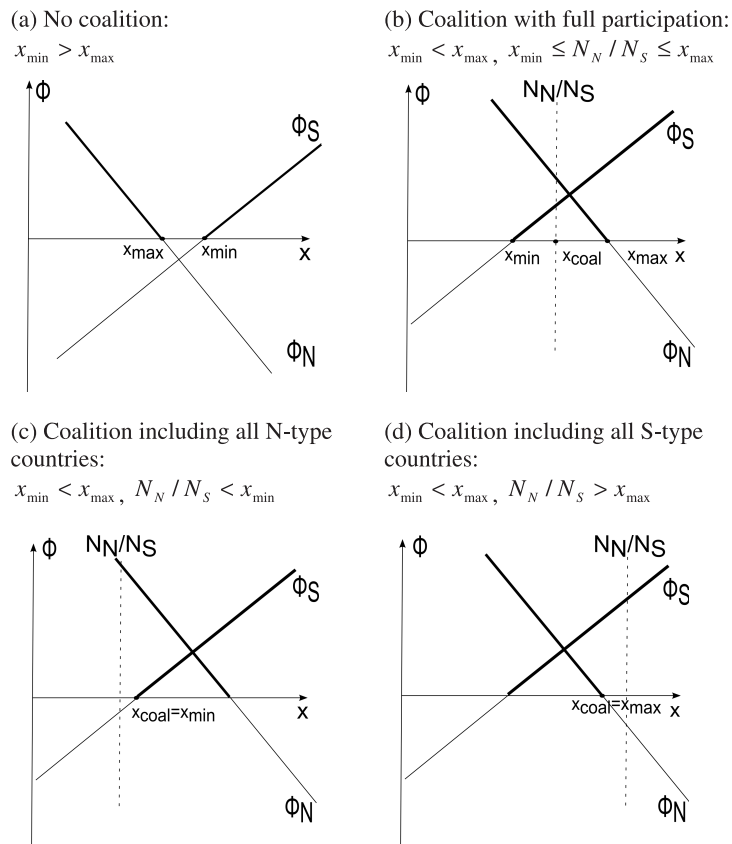 (a) No coalition:
x_min > x_max
Φ
Φ_S
x_max
x_min
x
Φ_N
(b) Coalition with full participation:
x_min < x_max , x_min ≤ N_N / N_S ≤ x_max
Φ
N_N/N_S
Φ_S
x_min
x_coal
x_max
x
Φ_N
(c) Coalition including all N-type
countries:
x_min < x_max , N_N / N_S < x_min
Φ
N_N/N_S
Φ_S
x_coal=x_min
x
Φ_N
(d) Coalition including all S-type
countries:
x_min < x_max , N_N / N_S > x_max
Φ
N_N/N_S
Φ_S
x_coal=x_max
x
Φ_N